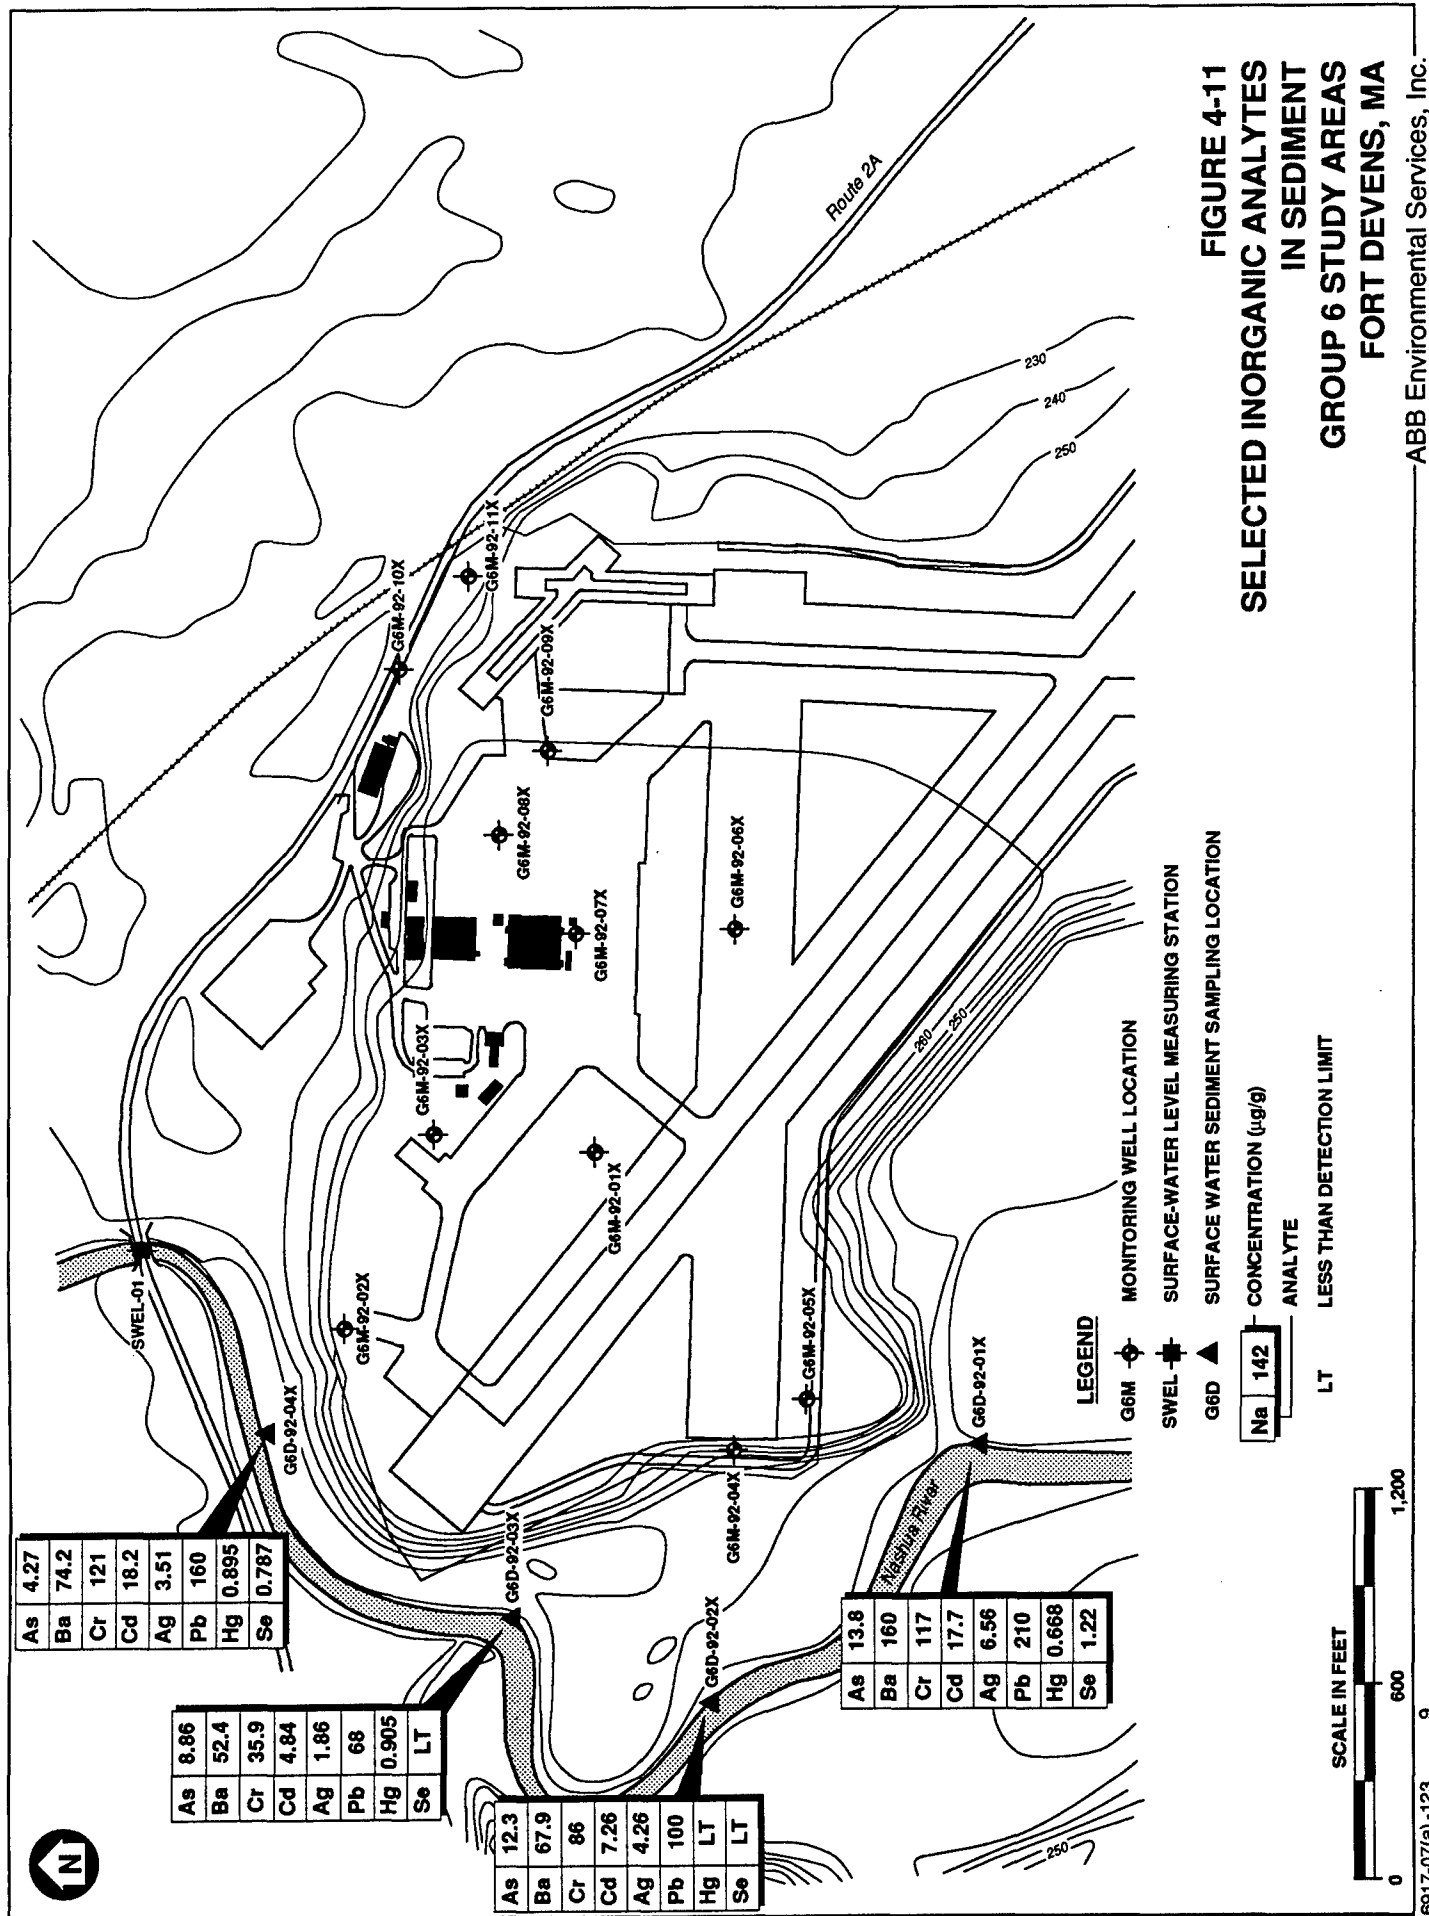 N
As 4.27
Ba 74.2
Cr 121
Cd 18.2
Ag 3.51
Pb 160
Hg 0.895
Se 0.787
As 8.86
Ba 52.4
Cr 35.9
Cd 4.84
Ag 1.86
Pb 68
Hg 0.905
Se LT
As 12.3
Ba 67.9
Cr 86
Cd 7.26
Ag 4.26
Pb 100
Hg LT
Se LT
As 13.8
Ba 160
Cr 117
Cd 17.7
Ag 6.56
Pb 210
Hg 0.668
Se 1.22
SWEL-01
G6D-92-04X
G6D-92-03X
G6D-92-02X
G6D-92-01X
Nashua River
G6M-92-02X
G6M-92-03X
G6M-92-01X
G6M-92-04X
G6M-92-05X
G6M-92-07X
G6M-92-08X
G6M-92-06X
G6M-92-09X
G6M-92-10X
G6M-92-11X
Route 2A
230
240
250
260
250
250
LEGEND
G6M MONITORING WELL LOCATION
SWEL SURFACE-WATER LEVEL MEASURING STATION
G6D SURFACE WATER SEDIMENT SAMPLING LOCATION
Na 142 CONCENTRATION (µg/g)
ANALYTE
LT LESS THAN DETECTION LIMIT
SCALE IN FEET
0 600 1,200
FIGURE 4-11
SELECTED INORGANIC ANALYTES
IN SEDIMENT
GROUP 6 STUDY AREAS
FORT DEVENS, MA
ABB Environmental Services, Inc.
6917-07(a) -123 9